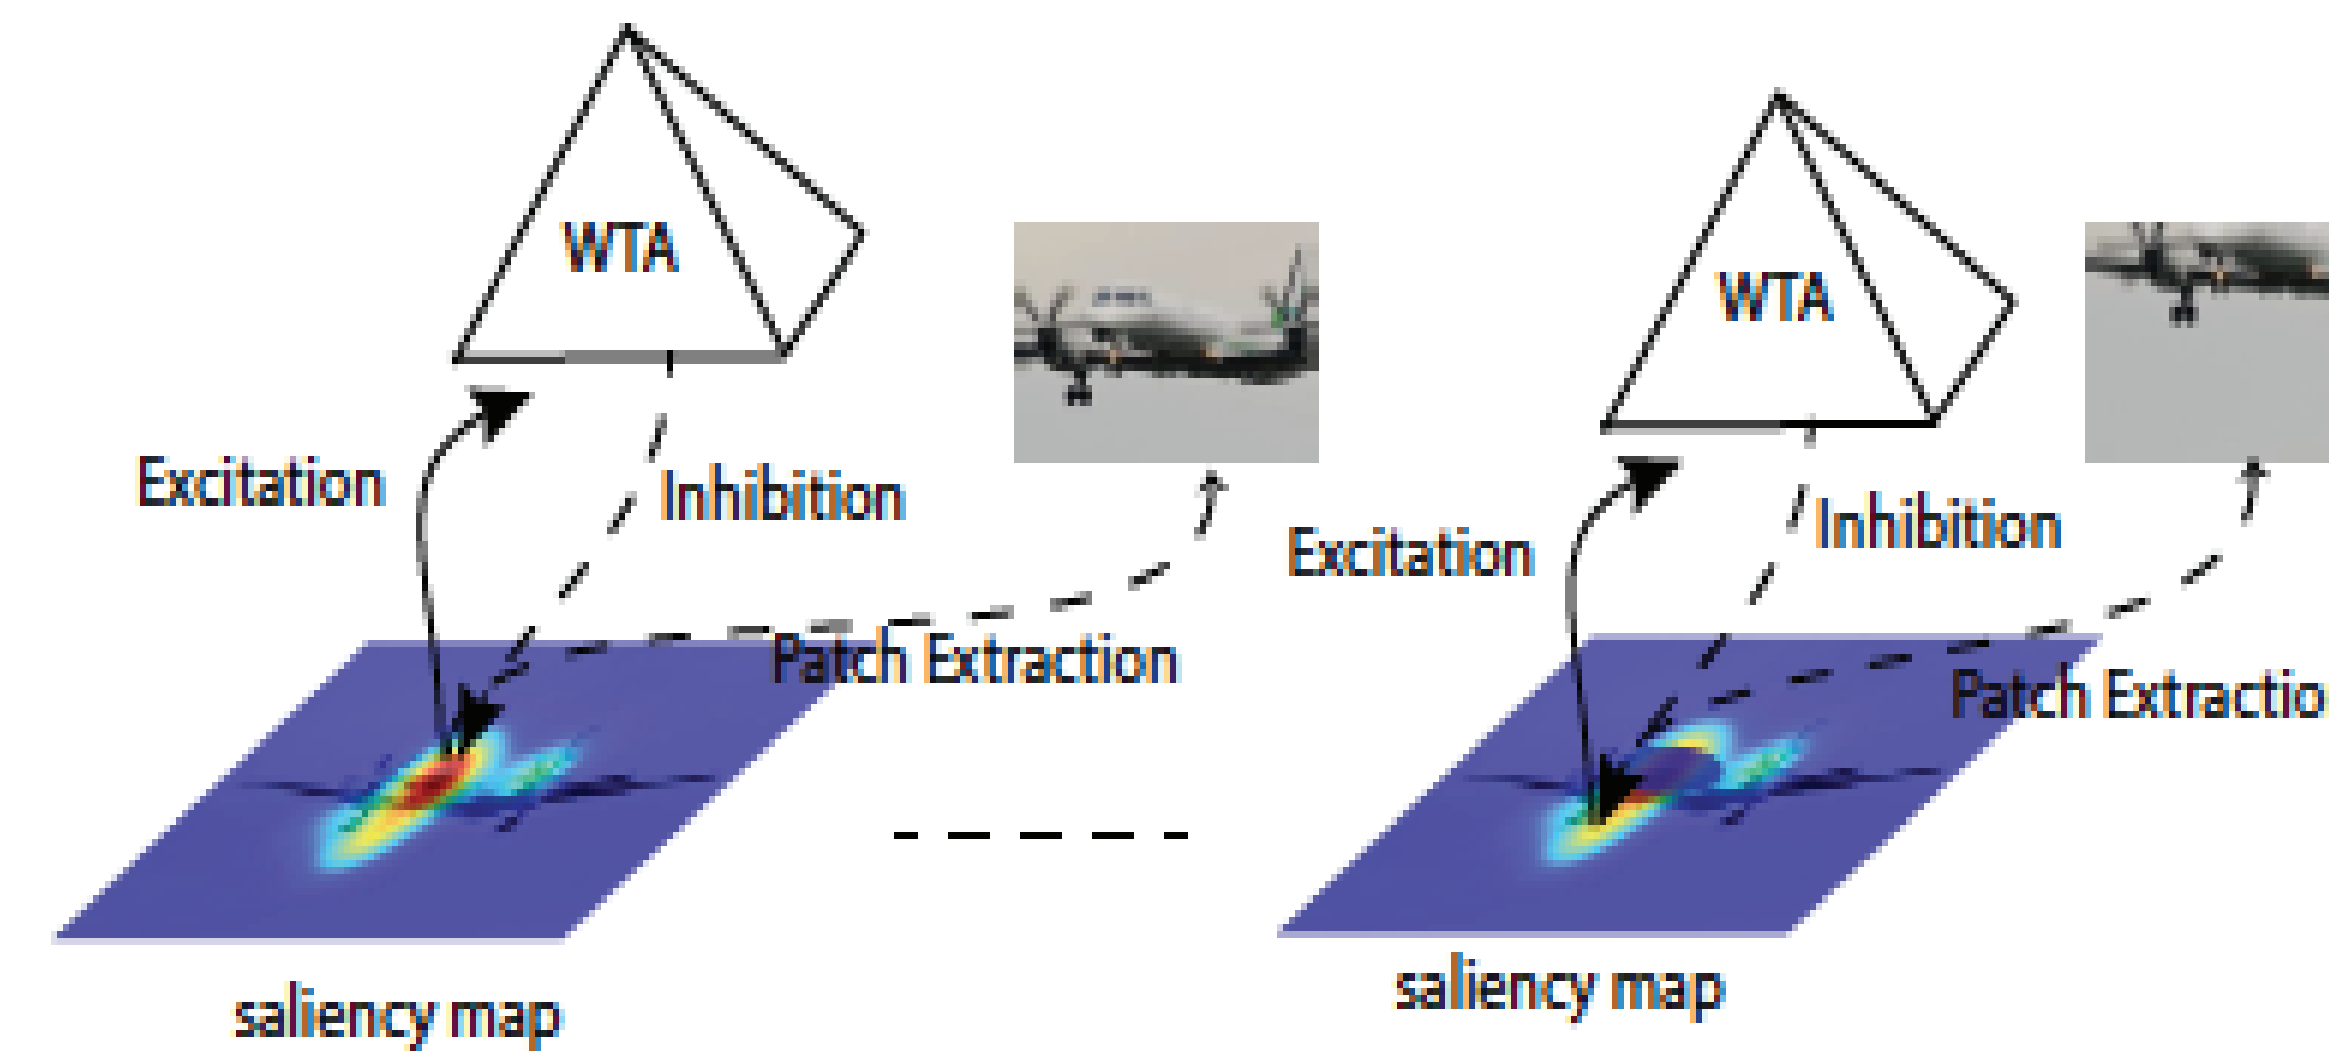 WTA
Excitation
Inhibition
Patch Extraction
saliency map
WTA
Excitation
Inhibition
Patch Extractio
saliency map